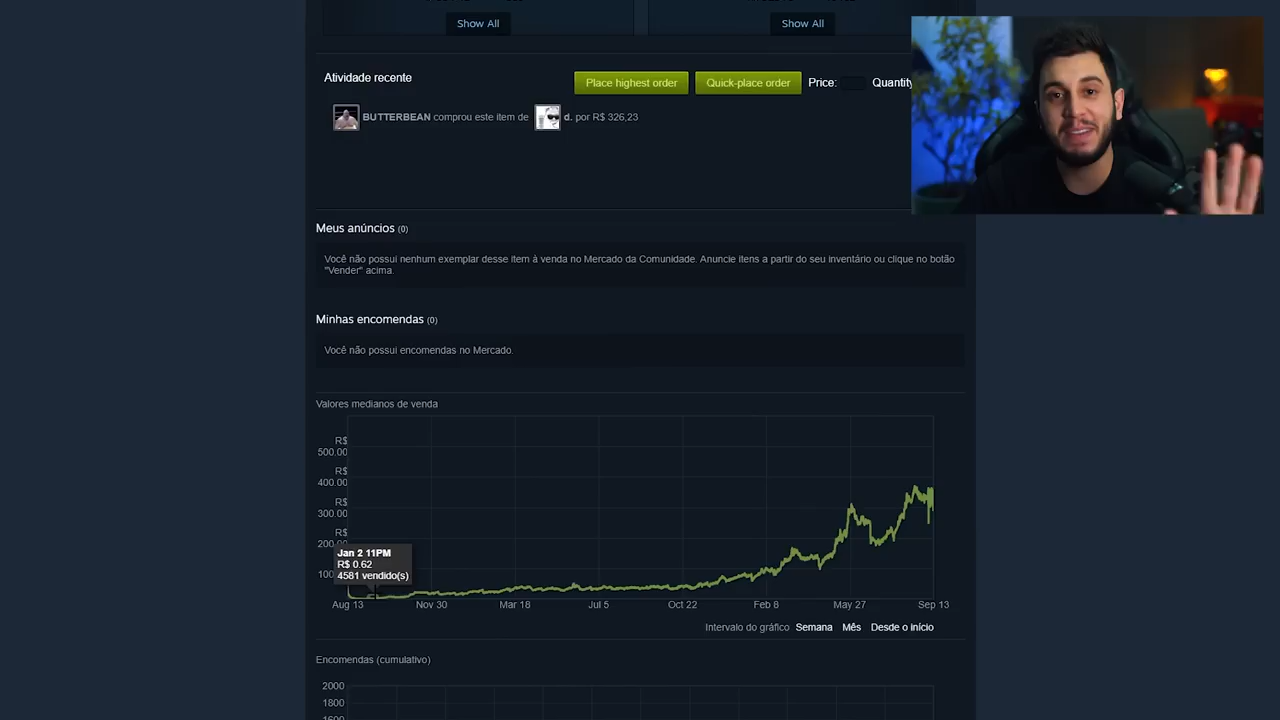 Show All
Show All
Atividade recente
Place highest order
Quick-place order
Price:
Quantity
BUTTERBEAN comprou este item de d. por R$ 326,23
Meus anúncios (0)
Você não possui nenhum exemplar desse item à venda no Mercado da Comunidade. Anuncie itens a partir do seu inventário ou clique no botão
"Vender" acima.
Minhas encomendas (0)
Você não possui encomendas no Mercado.
Valores medianos de venda
R$
500.00
R$
400.00
R$
300.00
R$
Jan 2 11PM
R$ 0.62
4581 vendido(s)
Aug 13
Nov 30
Mar 18
Jul 5
Oct 22
Feb 8
May 27
Sep 13
Intervalo do gráfico Semana Mês Desde o início
Encomendas (cumulativo)
2000
1800